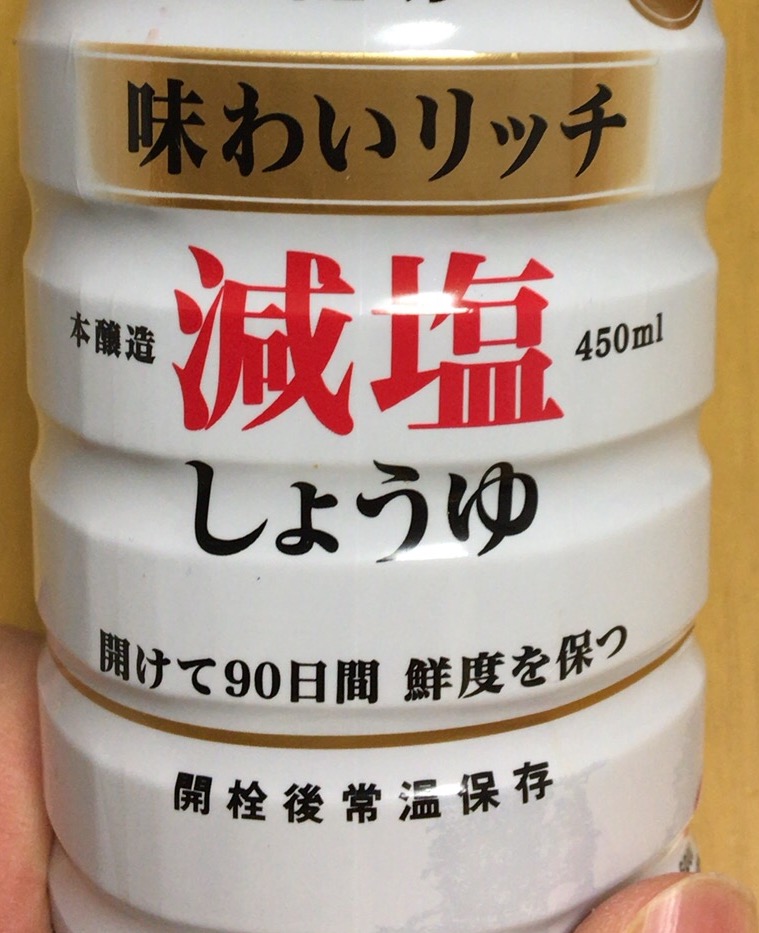 味わいリッチ
本醸造 減塩 450ml
しょうゆ
開けて90日間 鮮度を保つ
開栓後常温保存